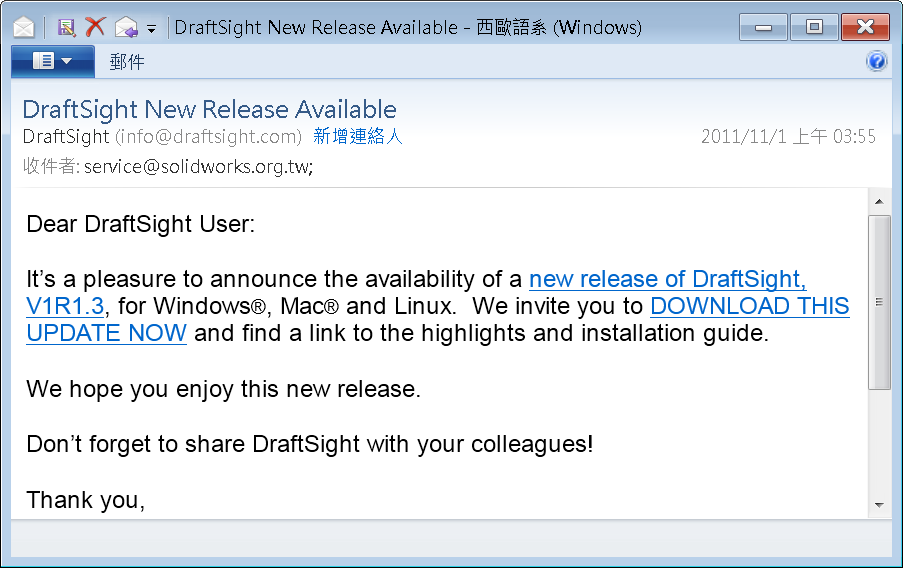 DraftSight New Release Available - 西歐語系 (Windows)
郵件
DraftSight New Release Available
DraftSight (info@draftsight.com) 新增連絡人
2011/11/1 上午 03:55
收件者: service@solidworks.org.tw;
Dear DraftSight User:
It’s a pleasure to announce the availability of a new release of DraftSight,
V1R1.3, for Windows®, Mac® and Linux.  We invite you to DOWNLOAD THIS
UPDATE NOW and find a link to the highlights and installation guide.
We hope you enjoy this new release.
Don’t forget to share DraftSight with your colleagues!
Thank you,